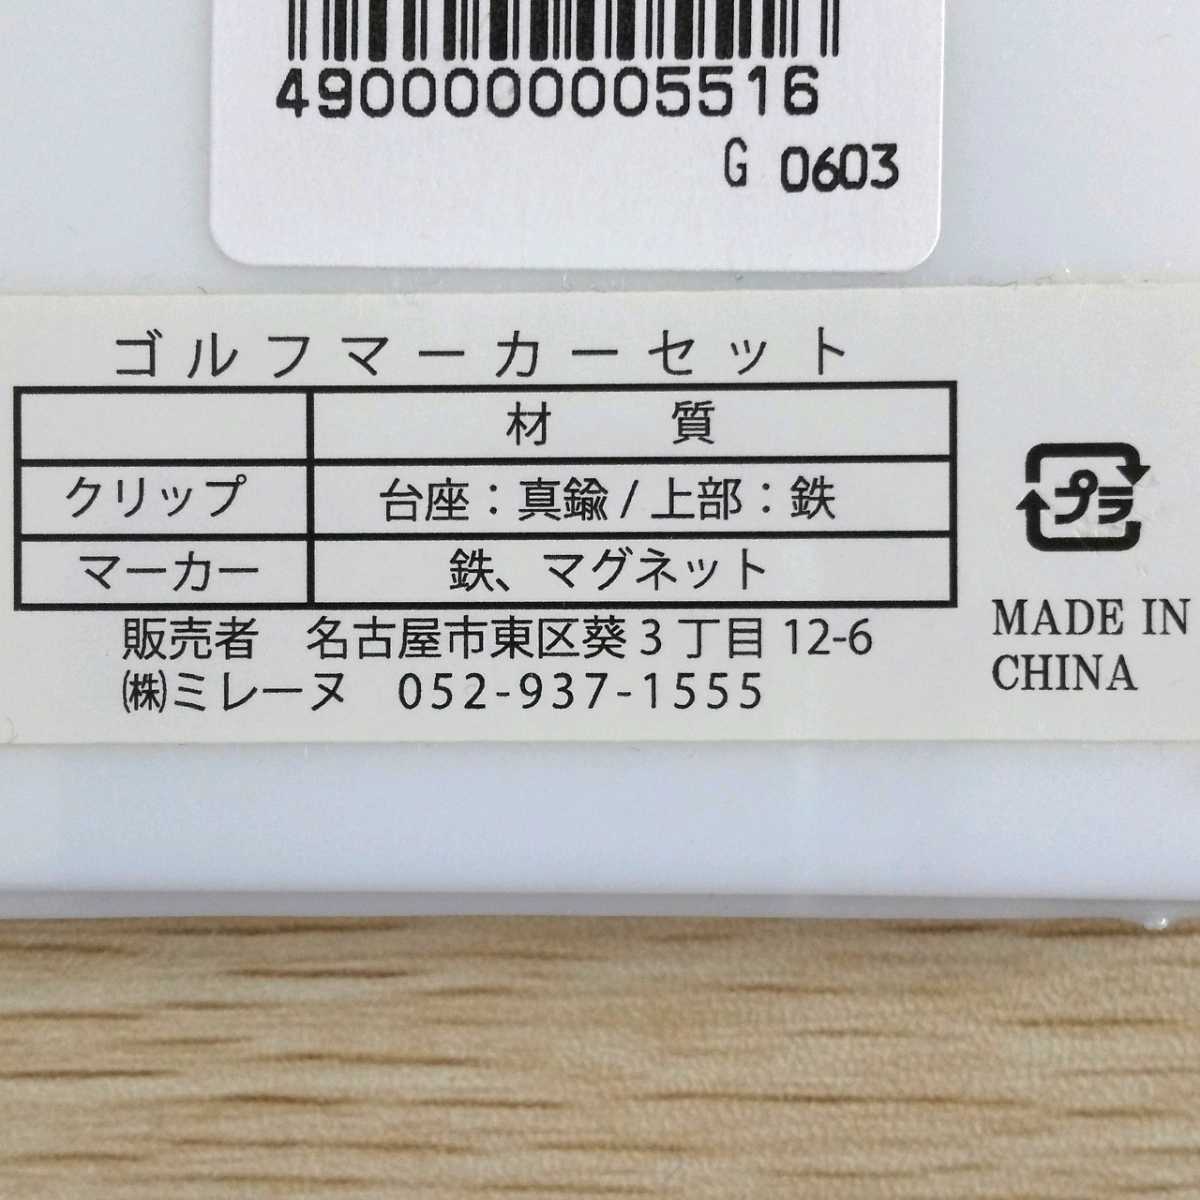 4900000005516
G 0603
ゴルフマーカーセット
材　質
クリップ 台座：真鍮 / 上部：鉄
マーカー 鉄、マグネット
プラ
販売者　名古屋市東区葵3丁目12-6
㈱ミレーヌ　052-937-1555
MADE IN
CHINA